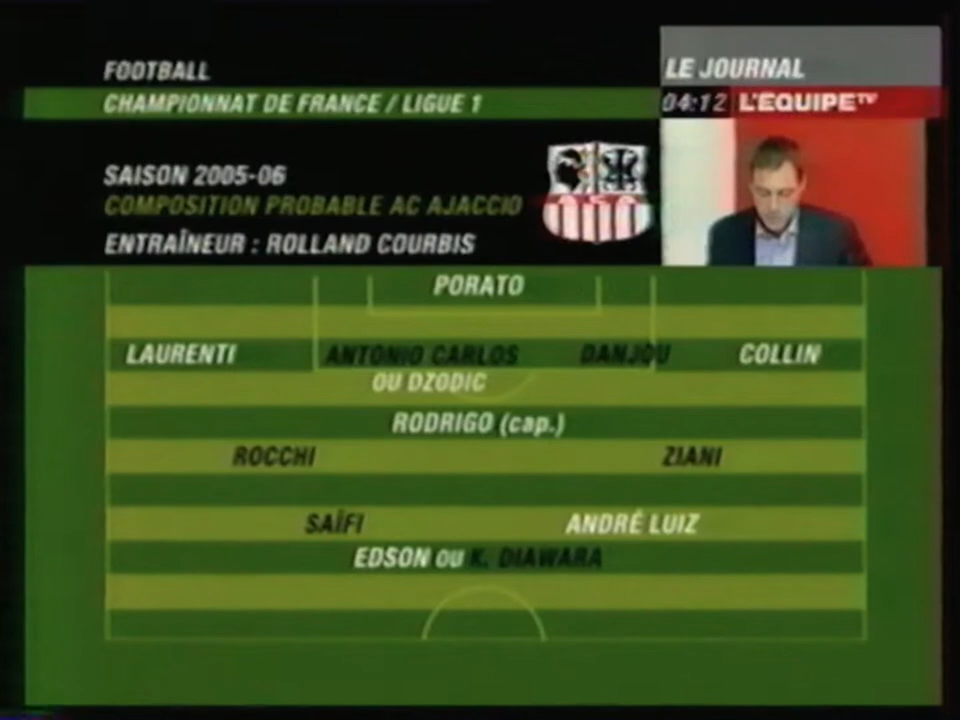 FOOTBALL
CHAMPIONNAT DE FRANCE / LIGUE 1
LE JOURNAL
04:12 L'EQUIPE TV
SAISON 2005-06
COMPOSITION PROBABLE AC AJACCIO
ENTRAÎNEUR : ROLLAND COURBIS
ACA
PORATO
LAURENTI ANTONIO CARLOS DANJOU COLLIN
OU DZODIC
RODRIGO (cap.)
ROCCHI ZIANI
SAÏFI ANDRÉ LUIZ
EDSON ou K. DIAWARA